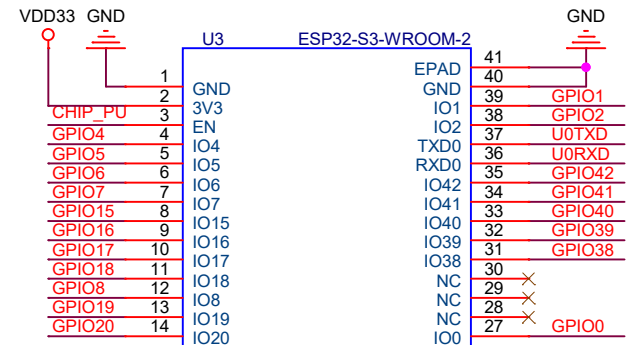 VDD33 GND GND
U3 ESP32-S3-WROOM-2
41
EPAD
1 40
GND GND
2 39 GPIO1
3V3 IO1
CHIP_PU 3 38 GPIO2
EN IO2
GPIO4 4 37 U0TXD
IO4 TXD0
GPIO5 5 36 U0RXD
IO5 RXD0
GPIO6 6 35 GPIO42
IO6 IO42
GPIO7 7 34 GPIO41
IO7 IO41
GPIO15 8 33 GPIO40
IO15 IO40
GPIO16 9 32 GPIO39
IO16 IO39
GPIO17 10 31 GPIO38
IO17 IO38
GPIO18 11 30
IO18 NC
GPIO8 12 29
IO8 NC
GPIO19 13 28
IO19 NC
GPIO20 14 27 GPIO0
IO20 IO0